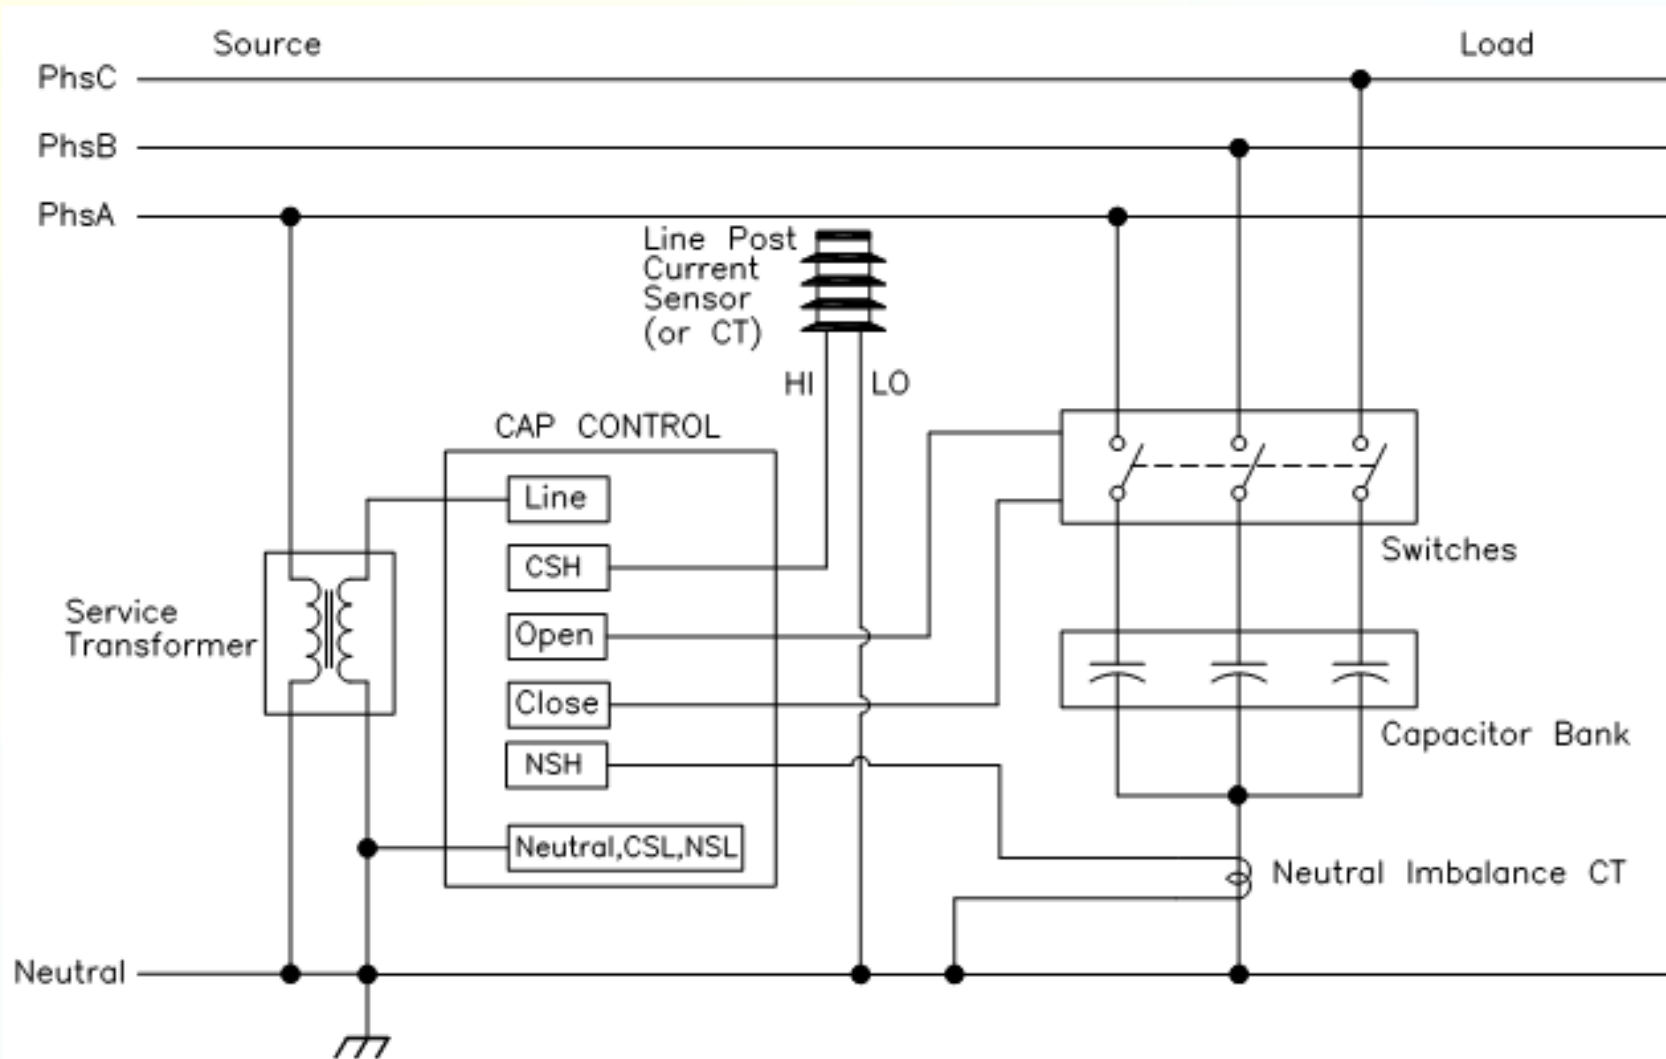 Source
Load
PhsC
PhsB
PhsA
Line Post
Current
Sensor
(or CT)
HI
LO
CAP CONTROL
Line
CSH
Open
Close
NSH
Neutral,CSL,NSL
Service
Transformer
Switches
Capacitor Bank
Neutral Imbalance CT
Neutral